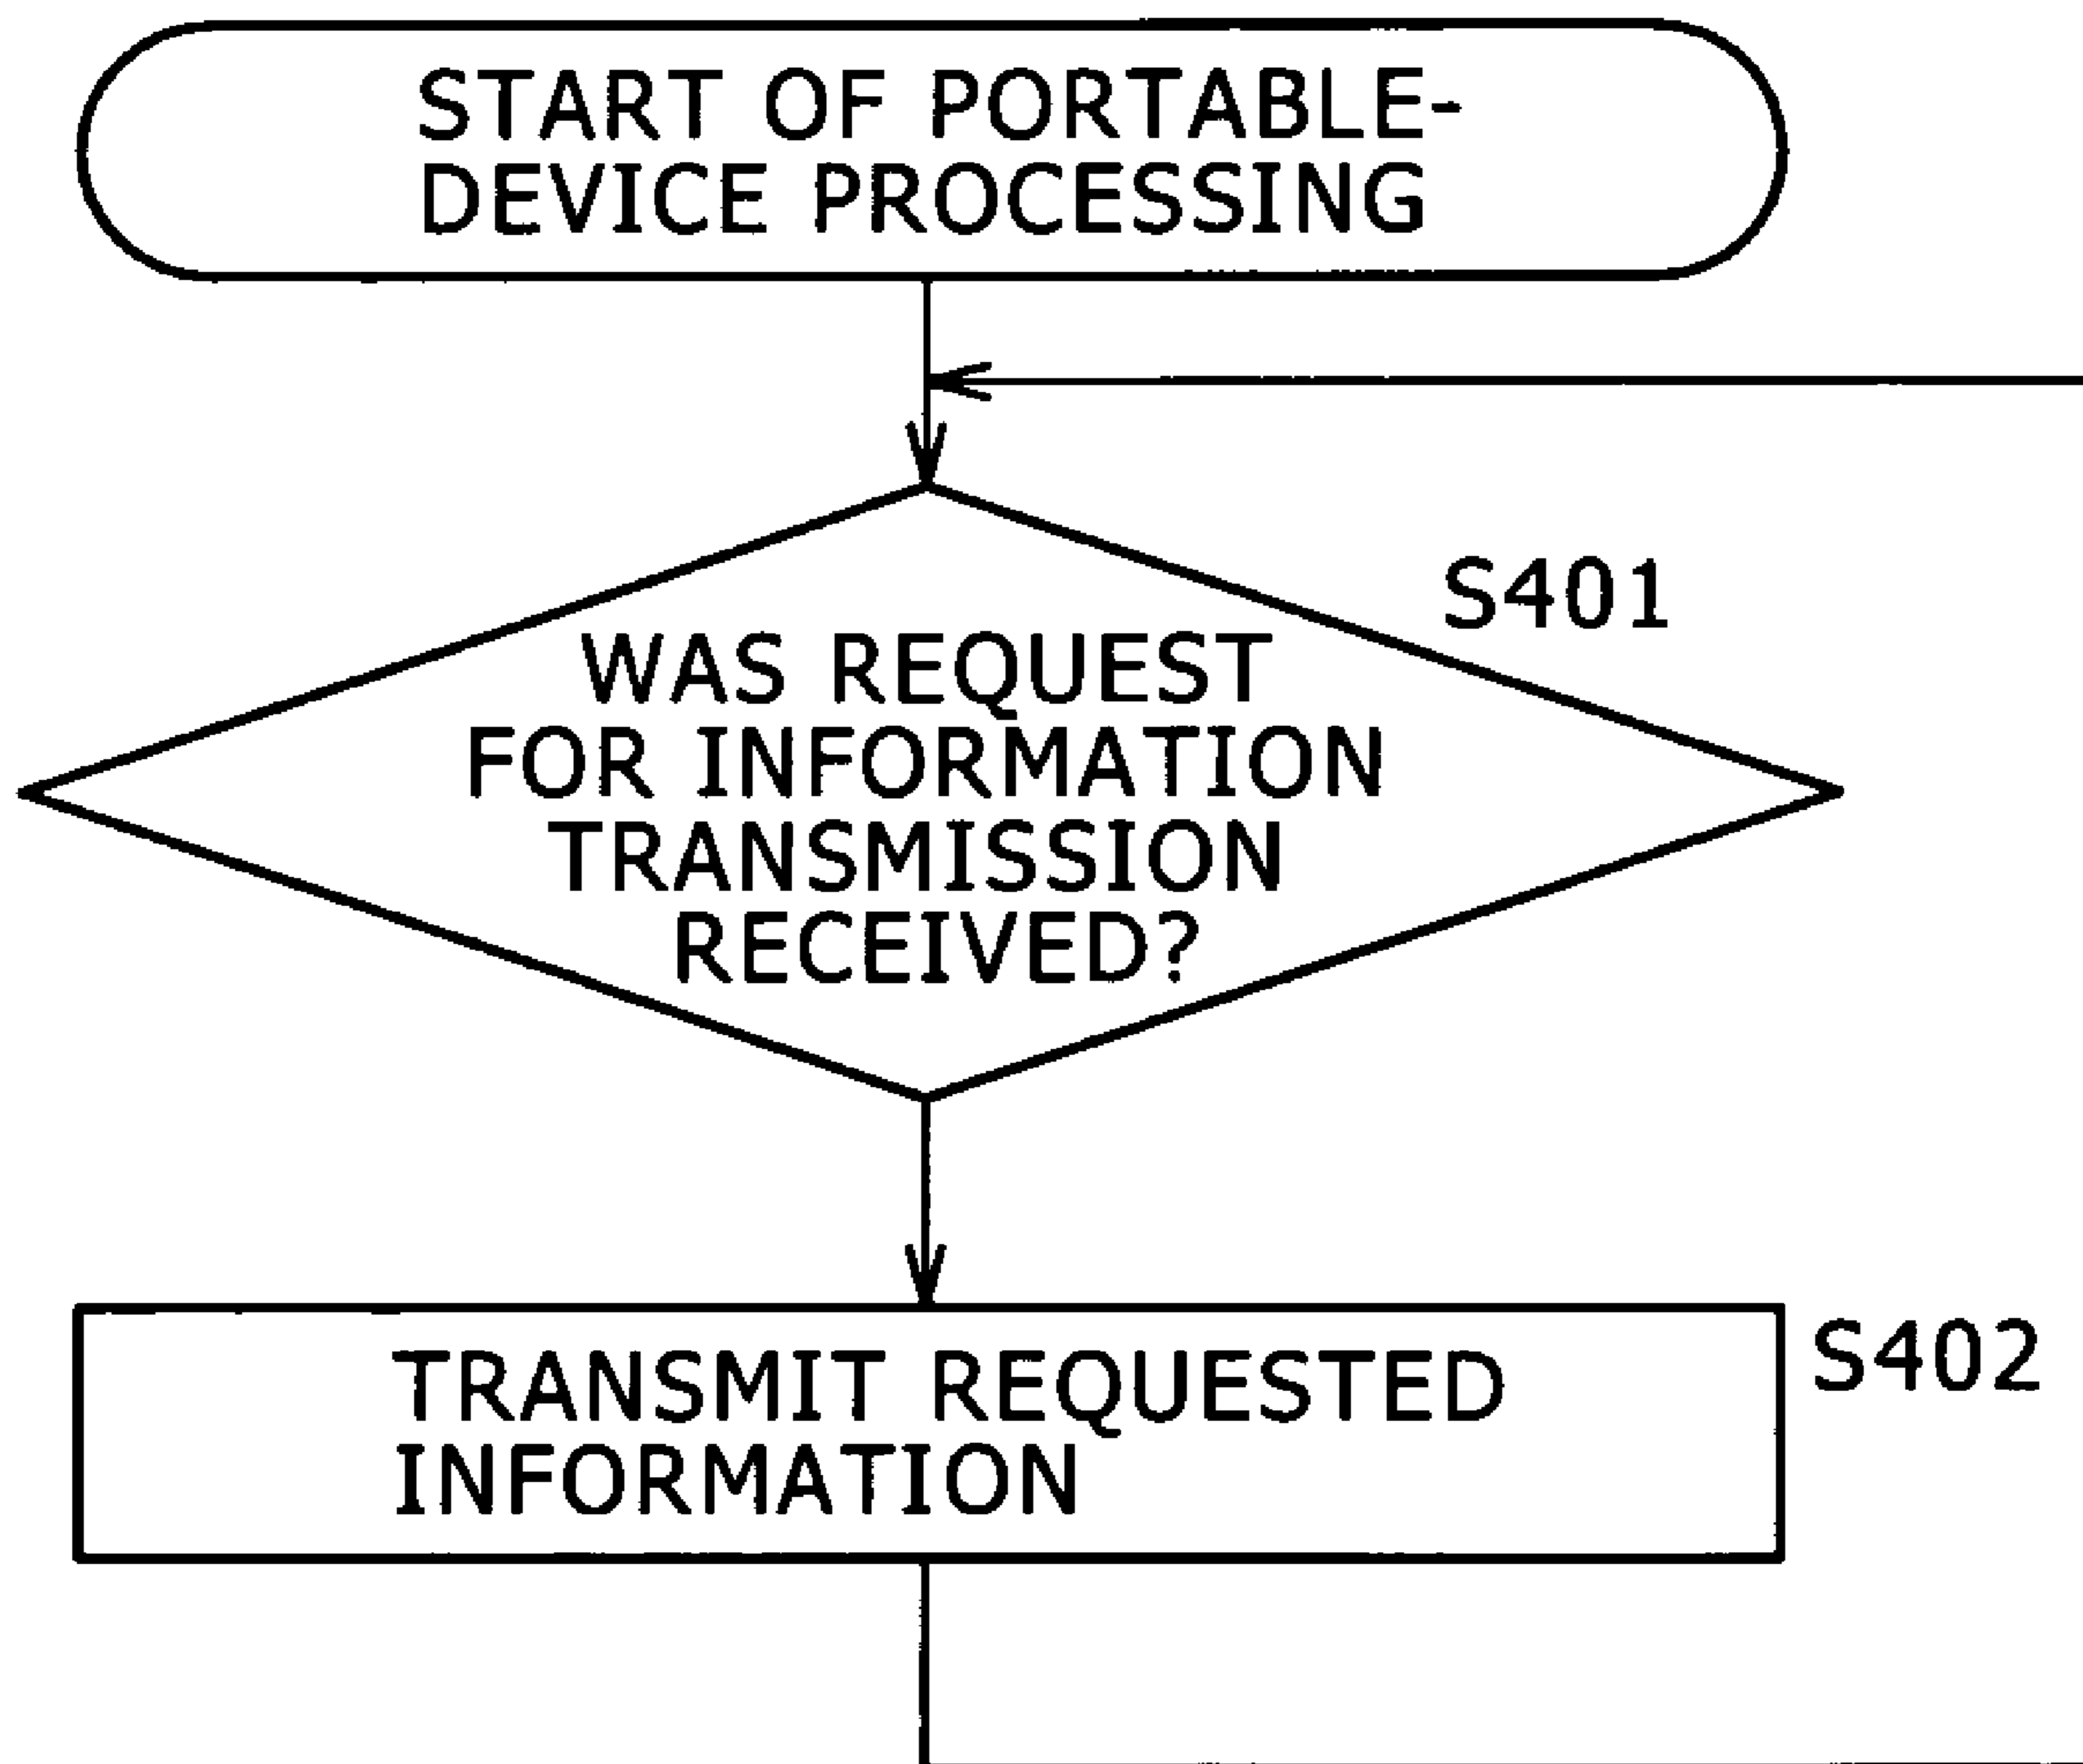 START OF PORTABLE-
DEVICE PROCESSING
S401
WAS REQUEST
FOR INFORMATION
TRANSMISSION
RECEIVED?
S402
TRANSMIT REQUESTED
INFORMATION